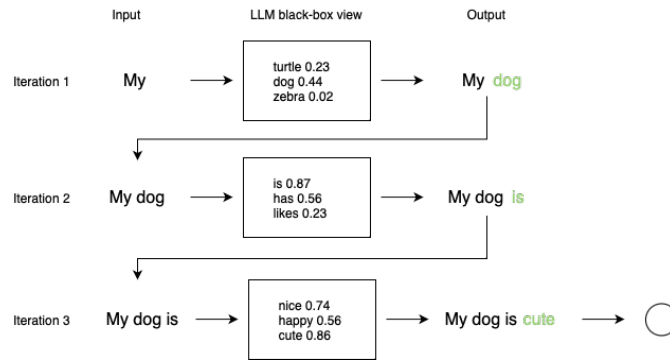 Input LLM black-box view Output
Iteration 1 My turtle 0.23 My dog
dog 0.44
zebra 0.02
Iteration 2 My dog is 0.87 My dog is
has 0.56
likes 0.23
Iteration 3 My dog is nice 0.74 My dog is cute
happy 0.56
cute 0.86